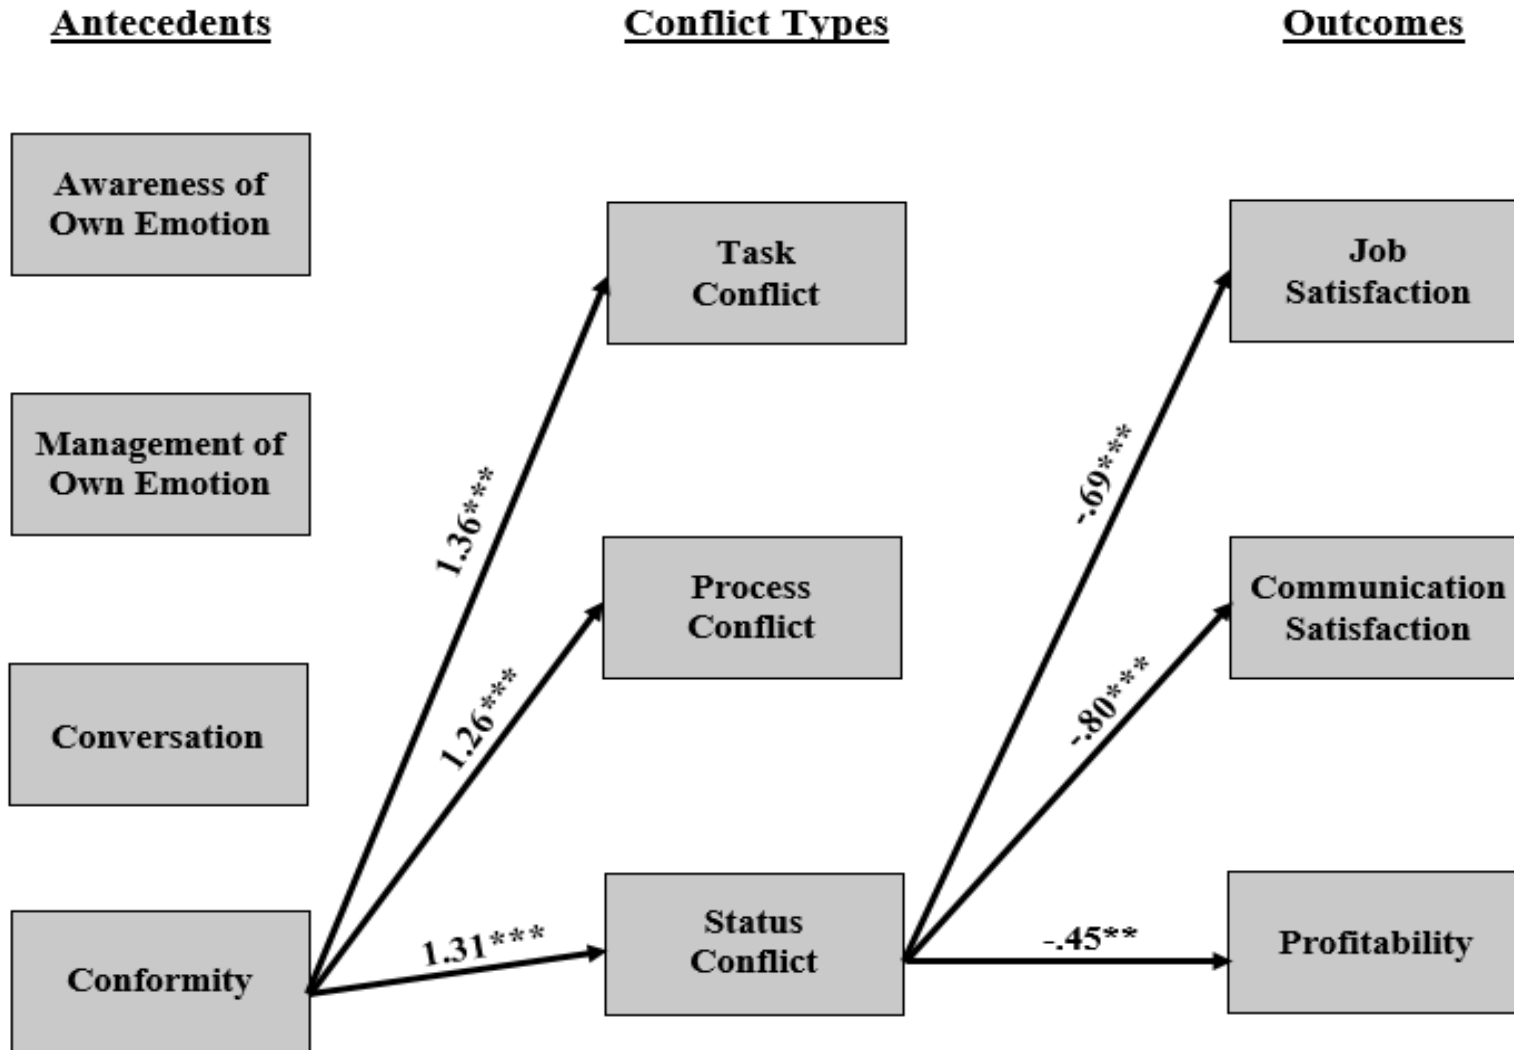 Antecedents
Conflict Types
Outcomes
Awareness of
Own Emotion
Management of
Own Emotion
Conversation
Conformity
1.36***
1.26***
1.31***
Task
Conflict
Process
Conflict
Status
Conflict
-.69***
-.80***
-.45**
Job
Satisfaction
Communication
Satisfaction
Profitability